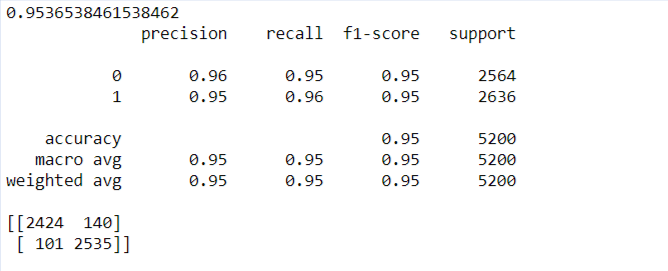 0.9536538461538462
precision recall f1-score support
0 0.96 0.95 0.95 2564
1 0.95 0.96 0.95 2636
accuracy 0.95 5200
macro avg 0.95 0.95 0.95 5200
weighted avg 0.95 0.95 0.95 5200
[[2424 140]
[ 101 2535]]